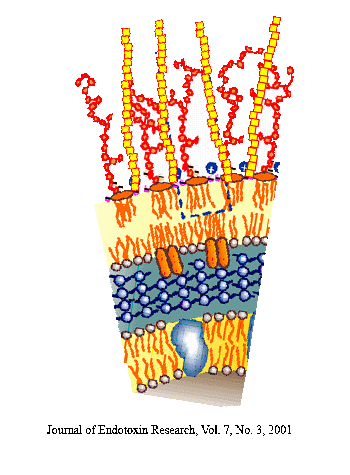 Journal of Endotoxin Research, Vol. 7, No. 3, 2001